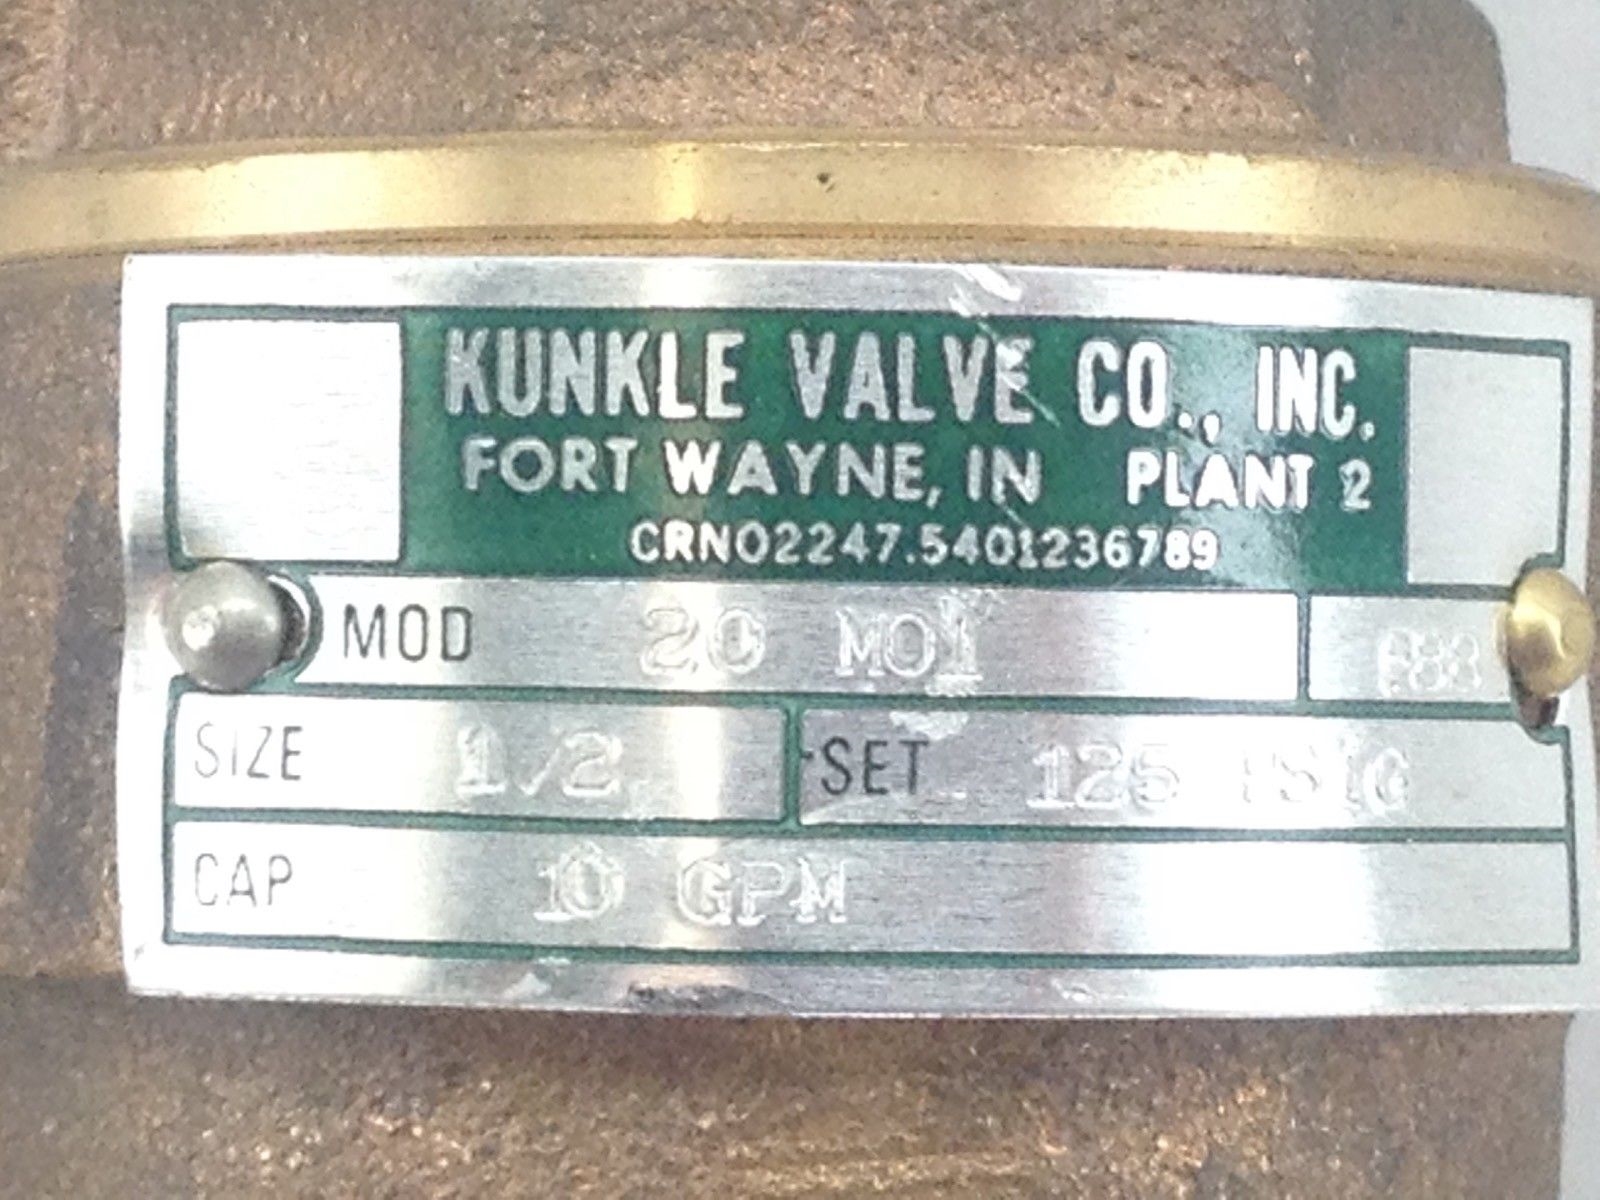 KUNKLE VALVE CO., INC.
FORT WAYNE, IN PLANT 2
CRN02247.5401236789
MOD 20 M01
SIZE 1/2 SET 125 PSIG
CAP 10 GPM